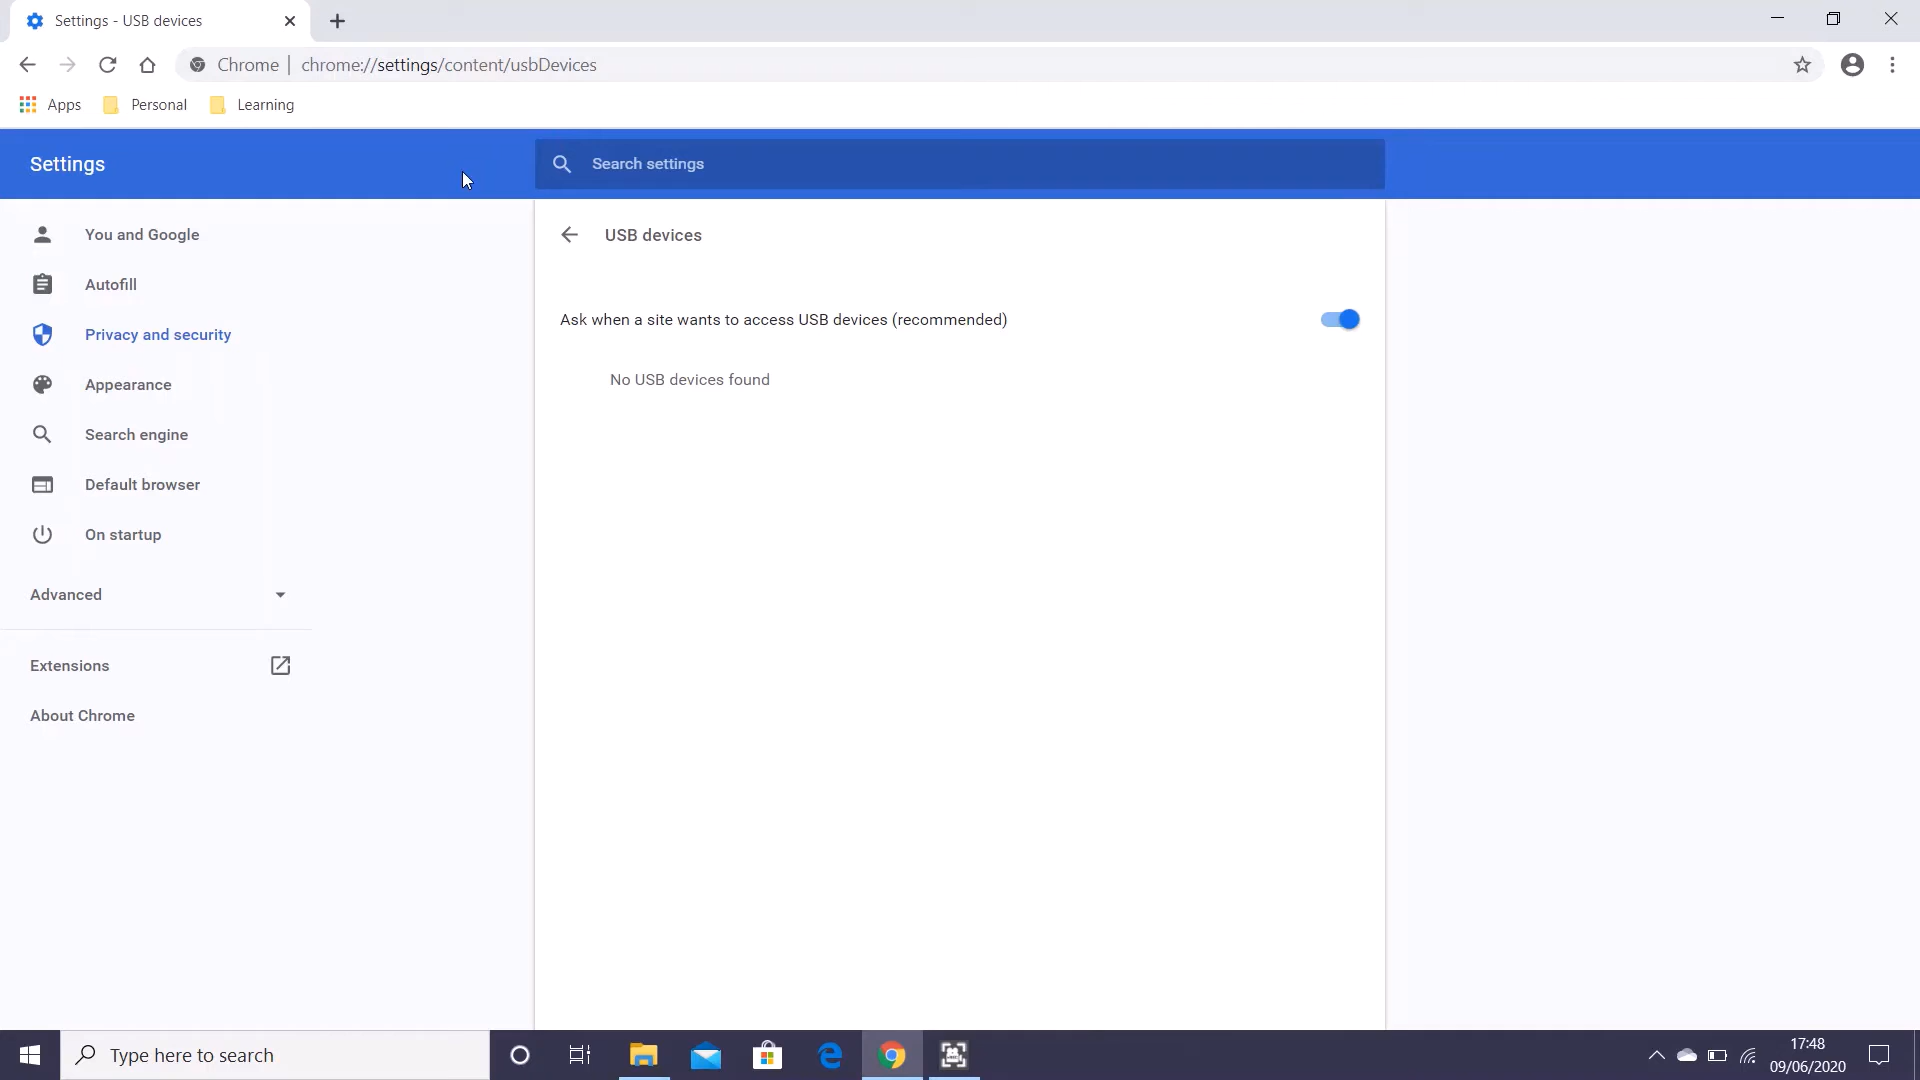 Settings - USB devices
Chrome | chrome://settings/content/usbDevices
Apps Personal Learning
Settings
Search settings
You and Google
Autofill
Privacy and security
Appearance
Search engine
Default browser
On startup
Advanced
Extensions
About Chrome
USB devices
Ask when a site wants to access USB devices (recommended)
No USB devices found
Type here to search
17:48
09/06/2020